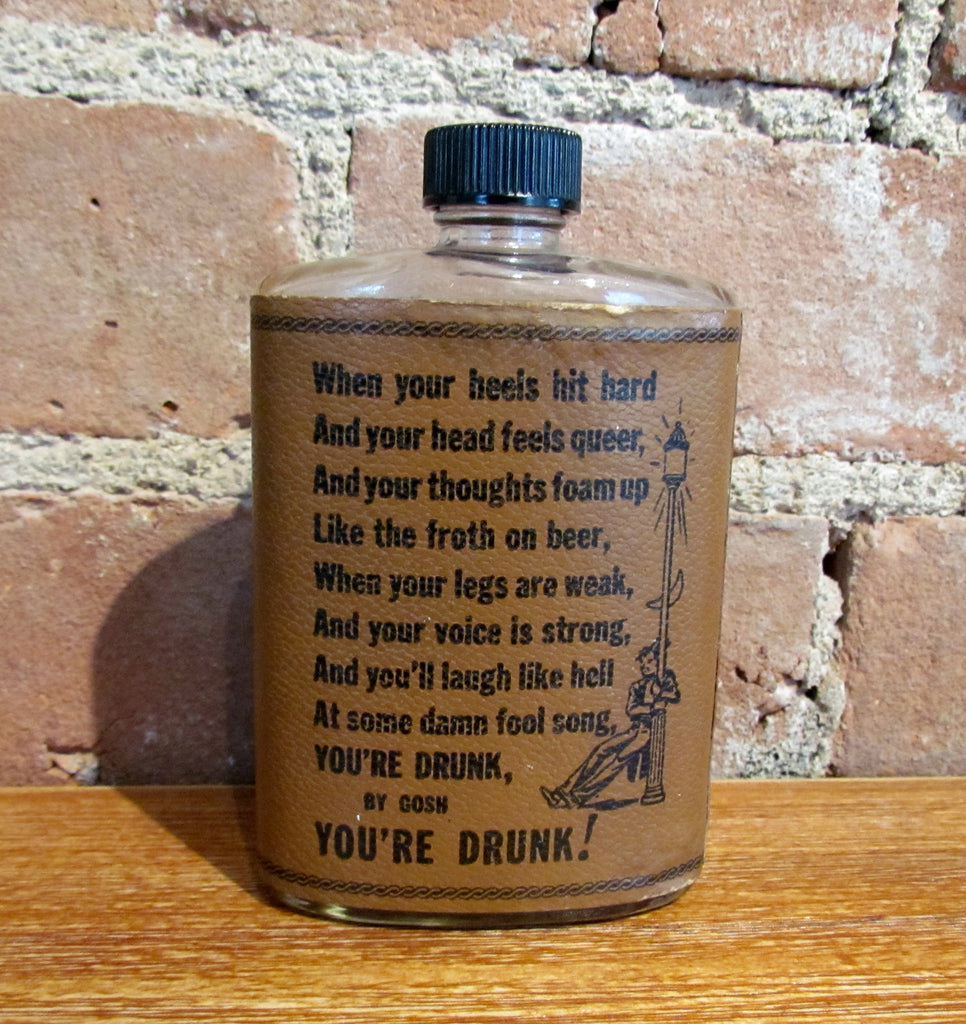 When your heels hit hard
And your head feels queer,
And your thoughts foam up
Like the froth on beer,
When your legs are weak,
And your voice is strong,
And you'll laugh like hell
At some damn fool song,
YOU'RE DRUNK,
BY GOSH
YOU'RE DRUNK!